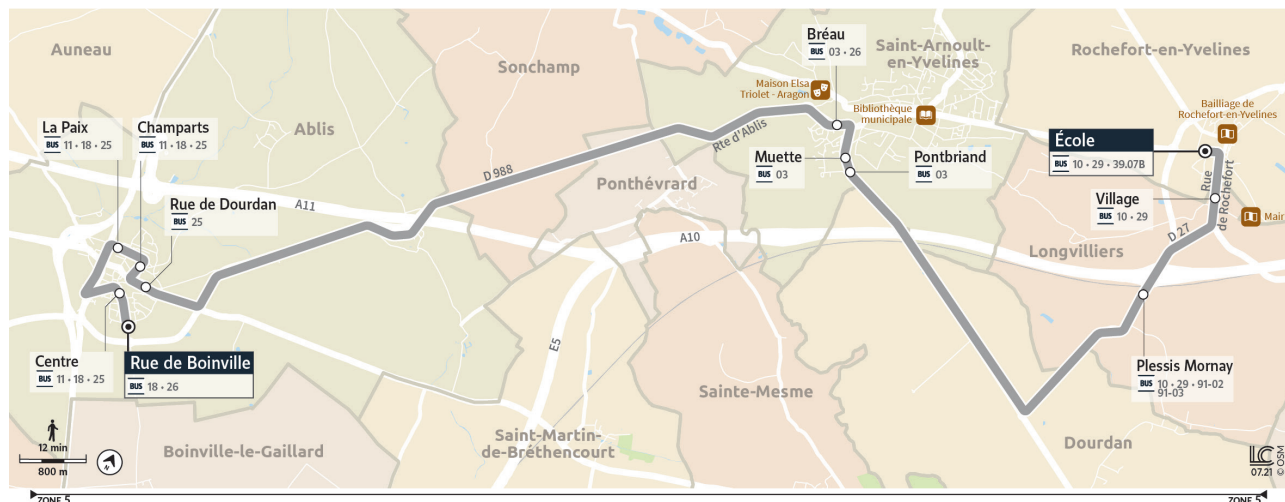 Auneau
Sonchamp
Bréau
BUS 03 • 26
Saint-Arnoult-
en-Yvelines
Rochefort-en-Yvelines
Maison Elsa
Triolet - Aragon
Bibliothèque
municipale
Bailliage de
Rochefort-en-Yvelines
La Paix
BUS 11 • 18 • 25
Champarts
BUS 11 • 18 • 25
Ablis
Rte d'Ablis
École
BUS 10 • 29 • 39.07B
Muette
BUS 03
Pontbriand
BUS 03
D 988
Ponthévrard
Rue
de Rochefort
Village
BUS 10 • 29
Rue de Dourdan
BUS 25
A11
Mair
A10
D 27
Longvilliers
Centre
BUS 11 • 18 • 25
Rue de Boinville
BUS 18 • 26
E5
Plessis Mornay
BUS 10 • 29 • 91-02
91-03
Sainte-Mesme
12 min
800 m
Boinville-le-Gaillard
Saint-Martin-
de-Bréthencourt
Dourdan
LC
07.21
© OSM
ZONE 5
ZONE 5